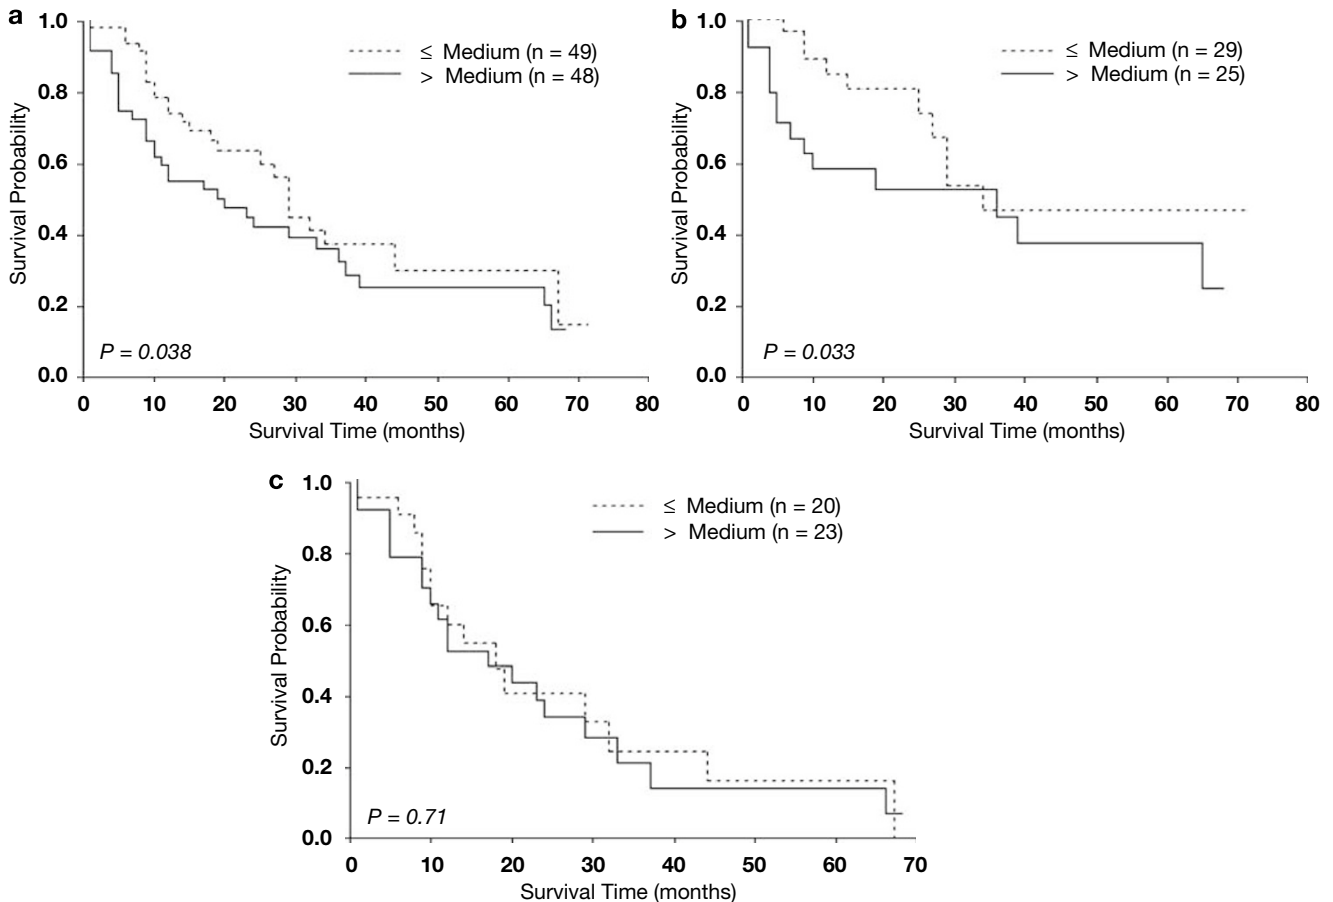 a
1.0
0.8
0.6
0.4
0.2
0.0
Survival Probability
≤ Medium (n = 49)
> Medium (n = 48)
P = 0.038
0 10 20 30 40 50 60 70 80
Survival Time (months)
b
1.0
0.8
0.6
0.4
0.2
0.0
Survival Probability
≤ Medium (n = 29)
> Medium (n = 25)
P = 0.033
0 10 20 30 40 50 60 70 80
Survival Time (months)
c
1.0
0.8
0.6
0.4
0.2
0.0
Survival Probability
≤ Medium (n = 20)
> Medium (n = 23)
P = 0.71
0 10 20 30 40 50 60 70
Survival Time (months)